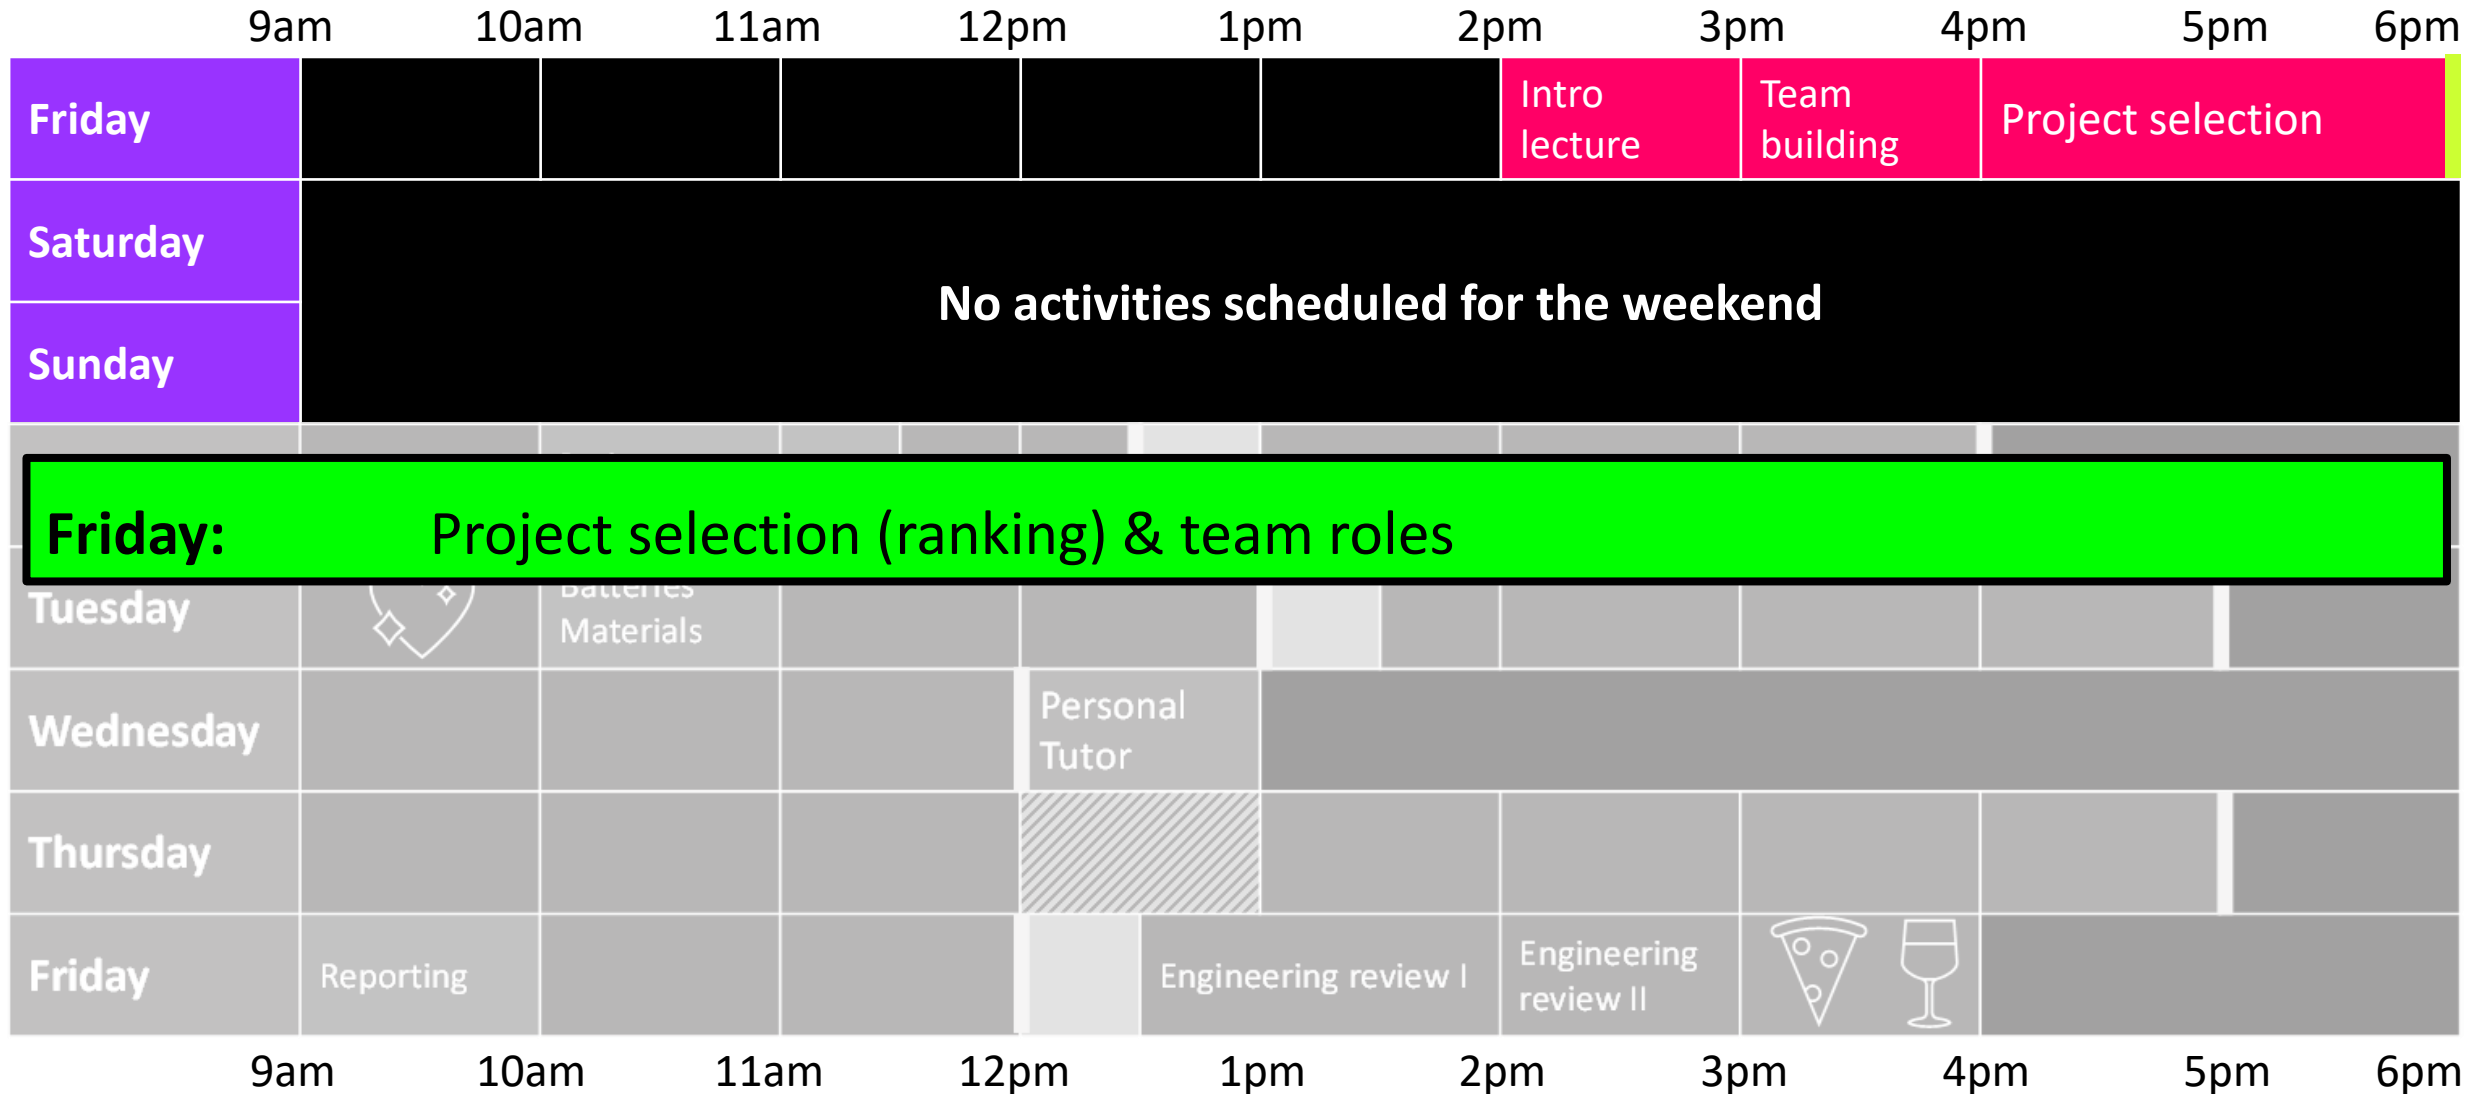 9am 10am 11am 12pm 1pm 2pm 3pm 4pm 5pm 6pm
Friday
Intro
lecture
Team
building
Project selection
Saturday
No activities scheduled for the weekend
Sunday
Friday: Project selection (ranking) & team roles
Tuesday
Batteries
Materials
Wednesday
Personal
Tutor
Thursday
Friday
Reporting
Engineering review I
Engineering
review II
9am 10am 11am 12pm 1pm 2pm 3pm 4pm 5pm 6pm